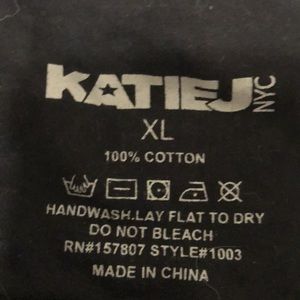 KATIEJ NYC
XL
100% COTTON
HANDWASH.LAY FLAT TO DRY
DO NOT BLEACH
RN#157807 STYLE#1003
MADE IN CHINA